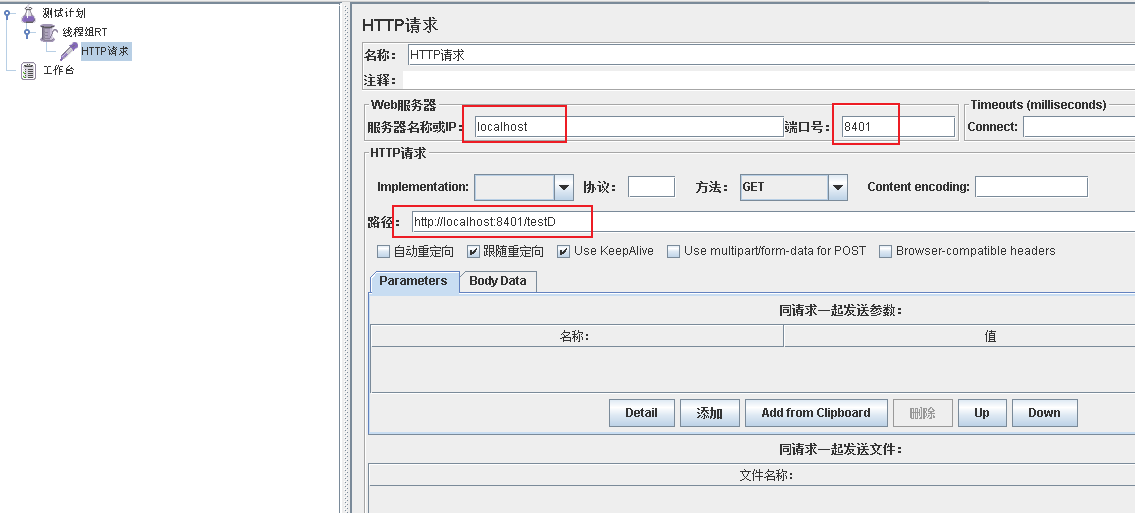 测试计划
线程组RT
HTTP请求
工作台
HTTP请求
名称： HTTP请求
注释：
Web服务器
Timeouts (milliseconds)
服务器名称或IP： localhost 端口号： 8401 Connect:
HTTP请求
Implementation: 协议： 方法： GET Content encoding:
路径： http://localhost:8401/testD
自动重定向 跟随重定向 Use KeepAlive Use multipart/form-data for POST Browser-compatible headers
Parameters Body Data
同请求一起发送参数：
名称： 值
Detail 添加 Add from Clipboard 删除 Up Down
同请求一起发送文件：
文件名称：